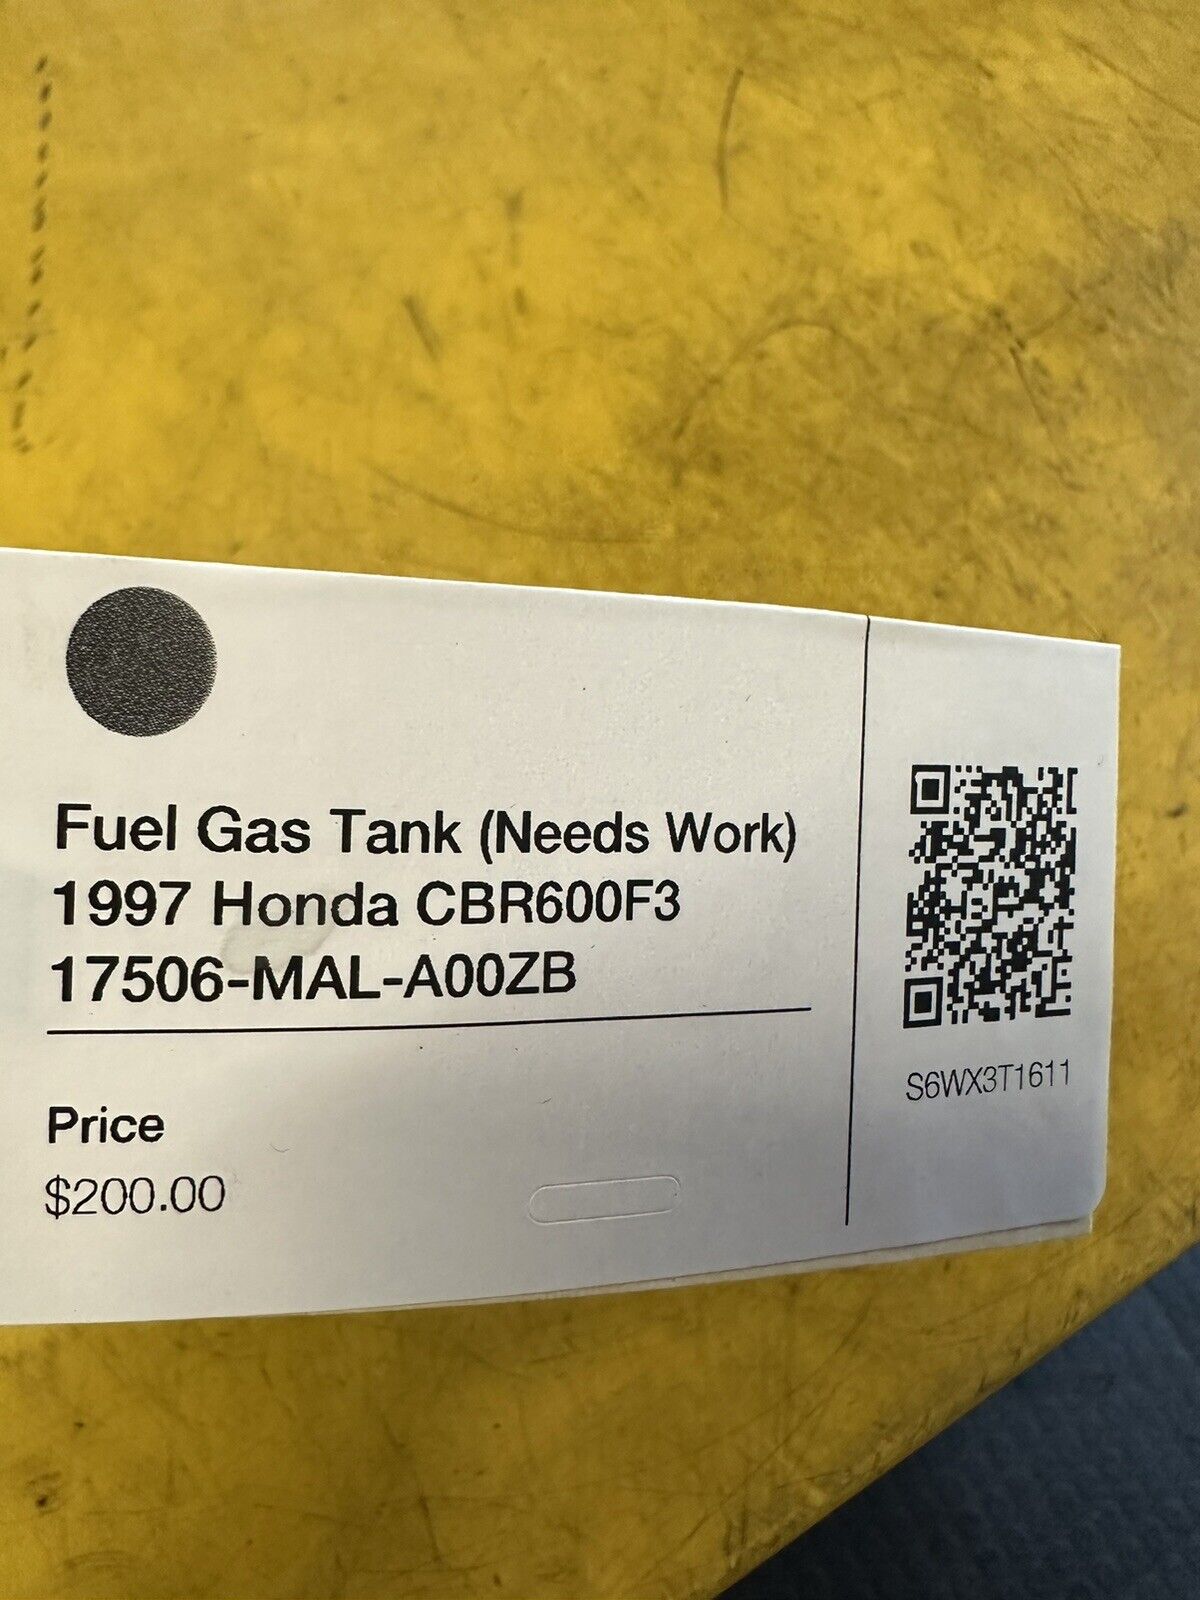 Fuel Gas Tank (Needs Work)
1997 Honda CBR600F3
17506-MAL-A00ZB
Price
$200.00
S6WX3T1611